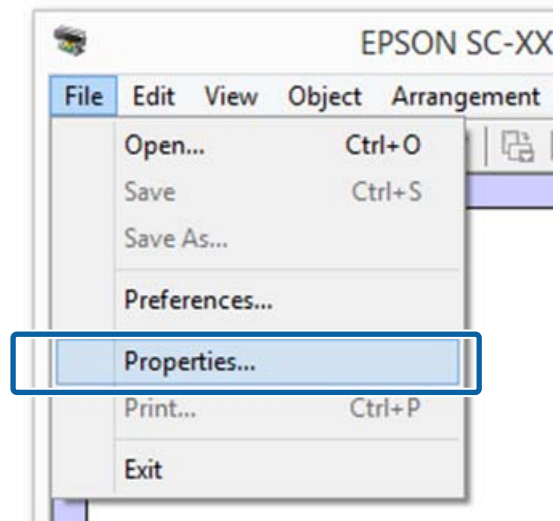 EPSON SC-XX
File Edit View Object Arrangement
Open... Ctrl+O
Save Ctrl+S
Save As...
Preferences...
Properties...
Print... Ctrl+P
Exit